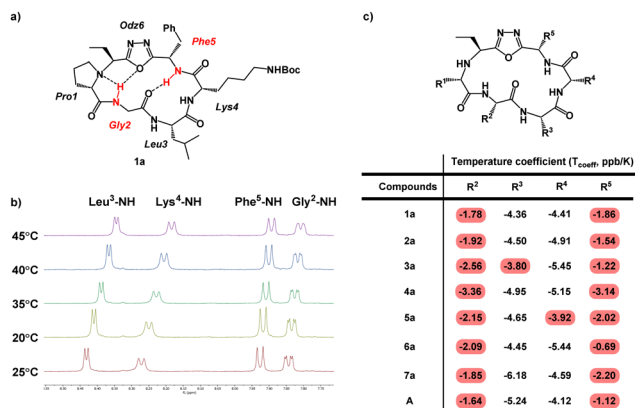 a)
Odz6
Ph
Phe5
N N
O
N
H
H N
NHBoc
Pro1
O
N
O
N
H
HN
O
O
Lys4
Gly2
Leu3
1a
b)
Leu³-NH Lys⁴-NH Phe⁵-NH Gly²-NH
45°C
40°C
35°C
20°C
25°C
c)
N N
R⁵
O
NH
HN
R¹
R⁴
O
NH
O
HN
O
R²
N
H
O
R³
Temperature coefficient (Tcoeff, ppb/K)
Compounds R² R³ R⁴ R⁵
1a -1.78 -4.36 -4.41 -1.86
2a -1.92 -4.50 -4.91 -1.54
3a -2.56 -3.80 -5.45 -1.22
4a -3.36 -4.95 -5.15 -3.14
5a -2.15 -4.65 -3.92 -2.02
6a -2.09 -4.45 -5.44 -0.69
7a -1.85 -6.18 -4.59 -2.20
A -1.64 -5.24 -4.12 -1.12